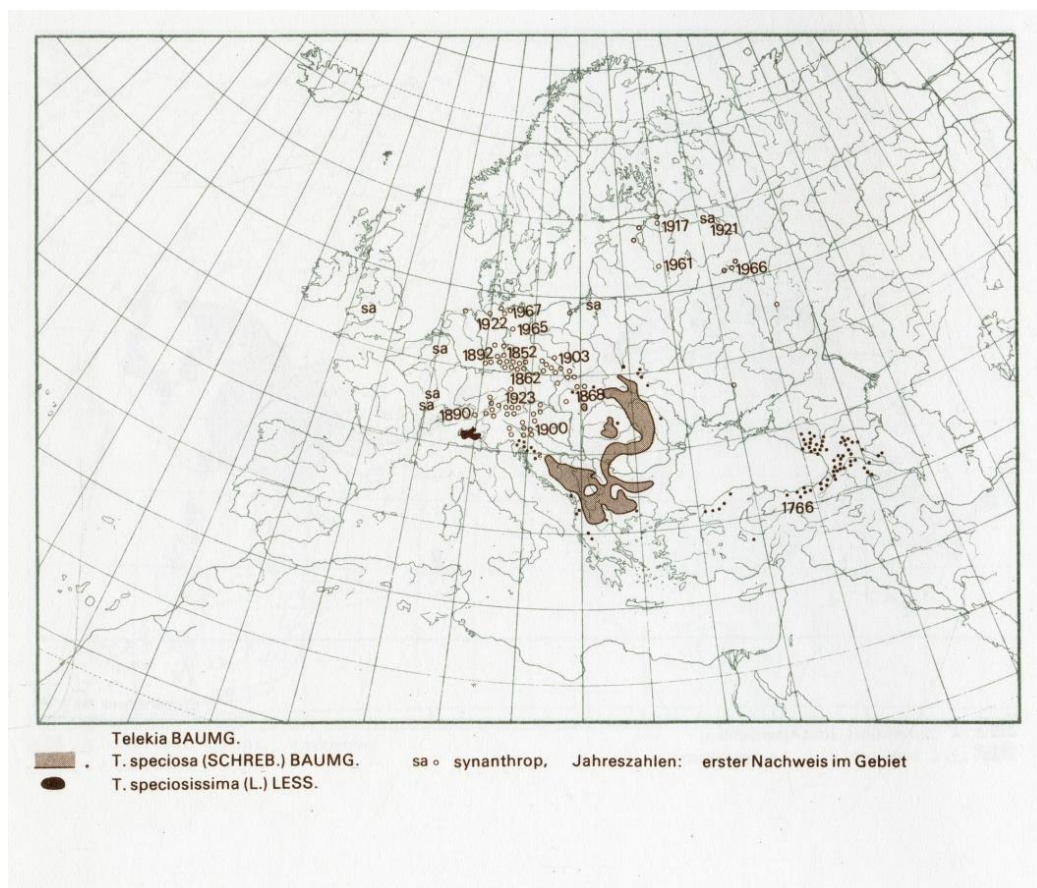 1917
sa
1921
1961
1966
sa
sa
1967
1922
1965
sa
1892
1852
1903
1862
sa
1923
1868
sa
1890
1900
1766
Telekia BAUMG.
. T. speciosa (SCHREB.) BAUMG. sa ∘ synanthrop, Jahreszahlen: erster Nachweis im Gebiet
T. speciosissima (L.) LESS.